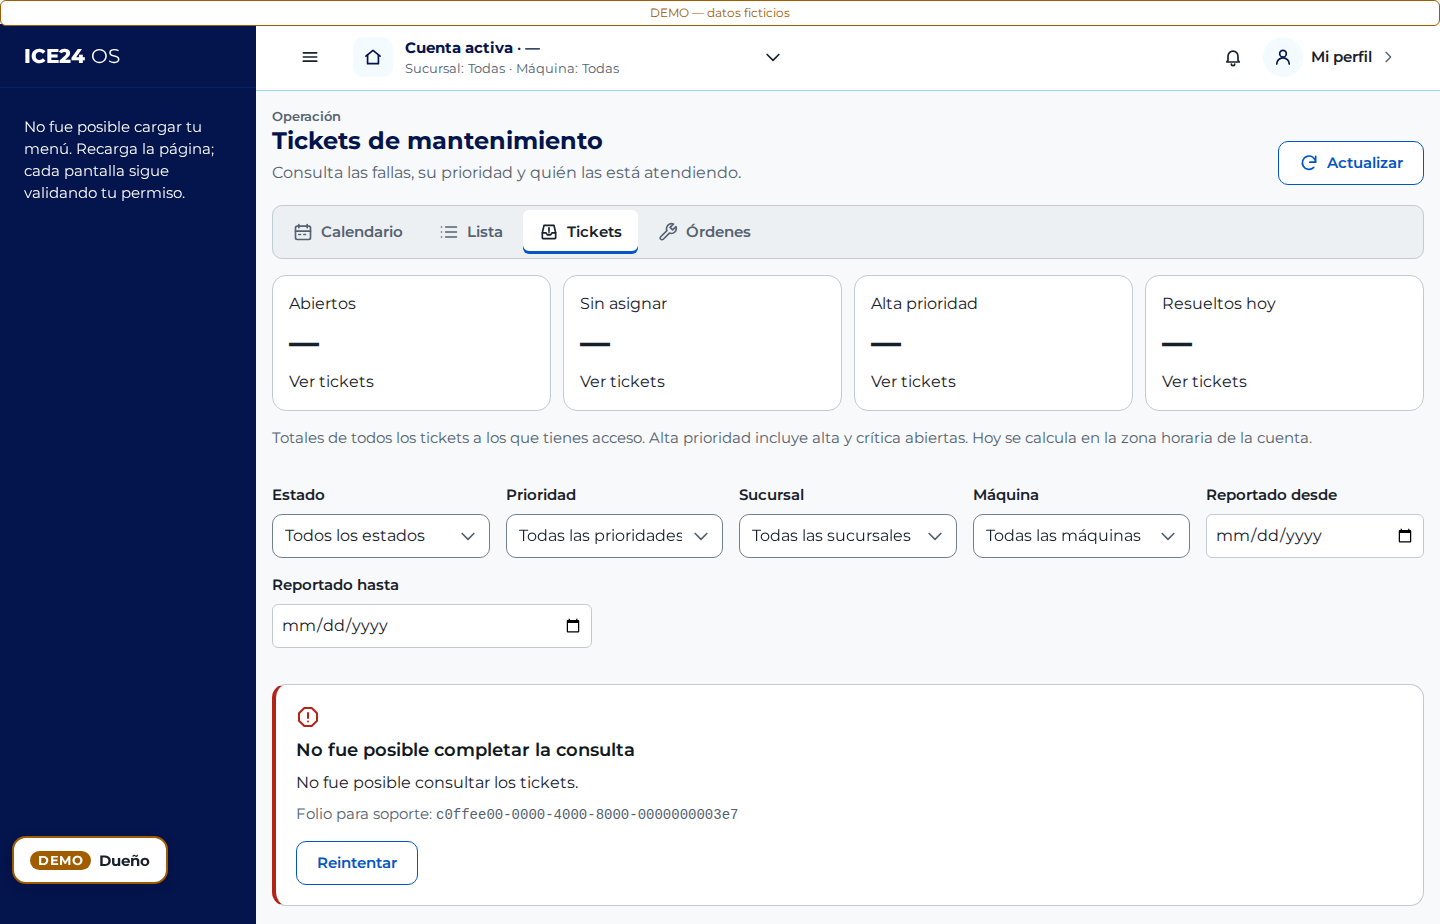 DEMO — datos ficticios
ICE24 OS
No fue posible cargar tu
menú. Recarga la página;
cada pantalla sigue
validando tu permiso.
DEMO Dueño
Cuenta activa · —
Sucursal: Todas · Máquina: Todas
Mi perfil
Operación
Tickets de mantenimiento
Consulta las fallas, su prioridad y quién las está atendiendo.
Actualizar
Calendario Lista Tickets Órdenes
Abiertos
—
Ver tickets
Sin asignar
—
Ver tickets
Alta prioridad
—
Ver tickets
Resueltos hoy
—
Ver tickets
Totales de todos los tickets a los que tienes acceso. Alta prioridad incluye alta y crítica abiertas. Hoy se calcula en la zona horaria de la cuenta.
Estado
Todos los estados
Prioridad
Todas las prioridades
Sucursal
Todas las sucursales
Máquina
Todas las máquinas
Reportado desde
mm/dd/yyyy
Reportado hasta
mm/dd/yyyy
No fue posible completar la consulta
No fue posible consultar los tickets.
Folio para soporte: c0ffee00-0000-4000-8000-0000000003e7
Reintentar